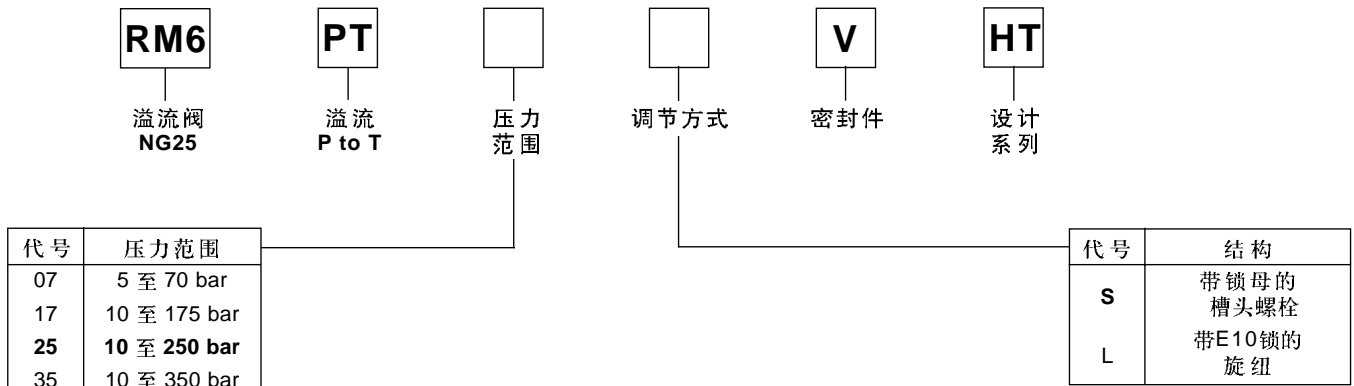 RM6 PT V HT
溢流阀 溢流 压力 调节方式 密封件 设计
NG25 P to T 范围 系列
代号 压力范围
07 5 至 70 bar
17 10 至 175 bar
25 10 至 250 bar
35 10 至 350 bar
代号 结构
S 带锁母的
槽头螺栓
L 带E10锁的
旋钮